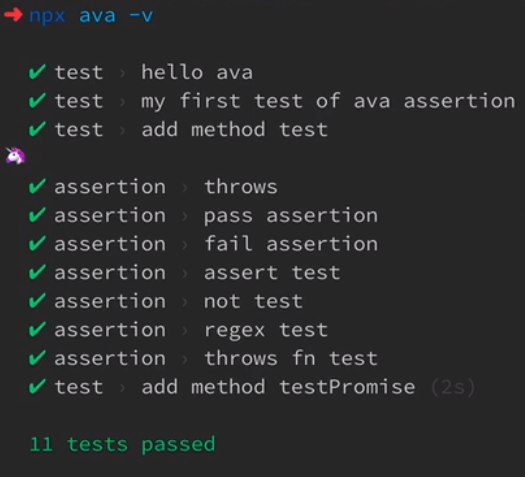 ➜ npx ava -v
✔ test › hello ava
✔ test › my first test of ava assertion
✔ test › add method test
🦄
✔ assertion › throws
✔ assertion › pass assertion
✔ assertion › fail assertion
✔ assertion › assert test
✔ assertion › not test
✔ assertion › regex test
✔ assertion › throws fn test
✔ test › add method testPromise (2s)
11 tests passed